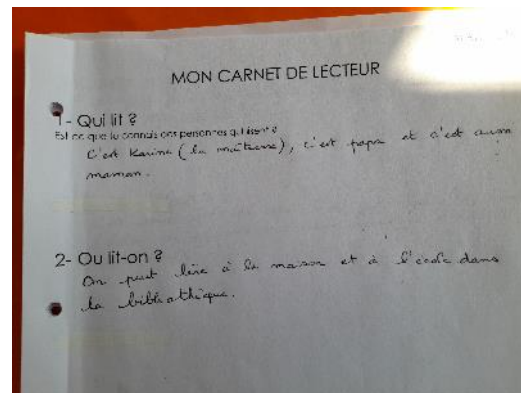 MON CARNET DE LECTEUR
1- Qui lit ?
Est ce que tu connais des personnes qui lisent ?
C'est Karina (la maîtresse), c'est papa et c'est aussi
maman.
2- Ou lit-on ?
On peut lire à la maison et à l'école dans
la bibliothèque.